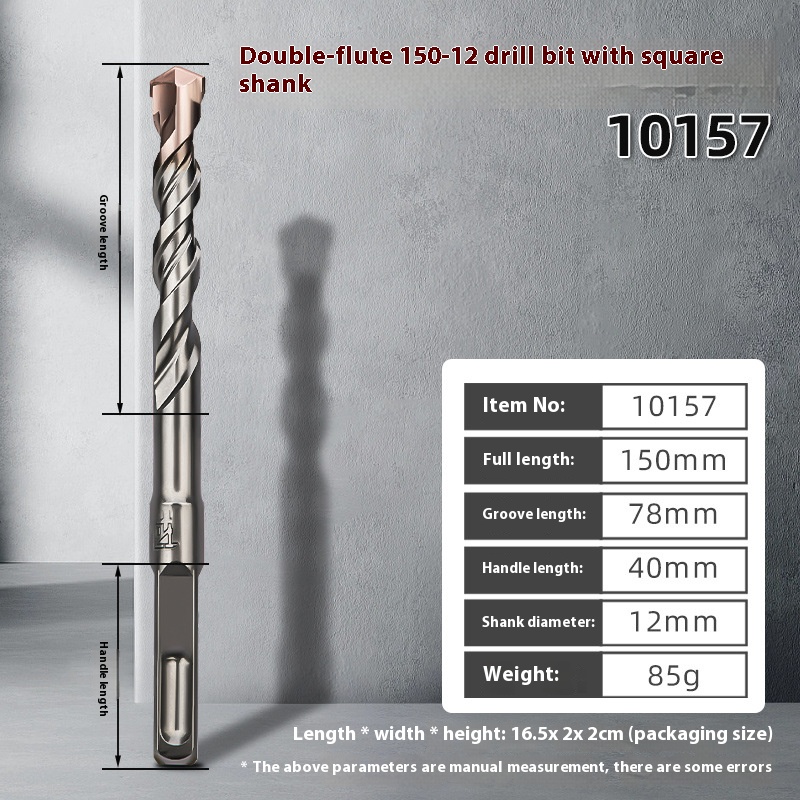 Double-flute 150-12 drill bit with square
shank
10157
Groove length
Item No: 10157
Full length: 150mm
Groove length: 78mm
Handle length: 40mm
Shank diameter: 12mm
Weight: 85g
Handle length
Length * width * height: 16.5x 2x 2cm (packaging size)
* The above parameters are manual measurement, there are some errors